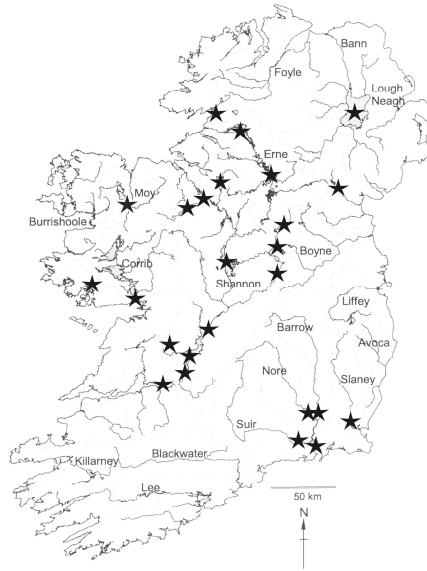 Bann
Foyle
Lough
Neagh
Erne
Moy
Burrishoole
Corrib
Boyne
Shannon
Liffey
Barrow
Avoca
Nore
Slaney
Suir
Blackwater
Killarney
Lee
50 km
N